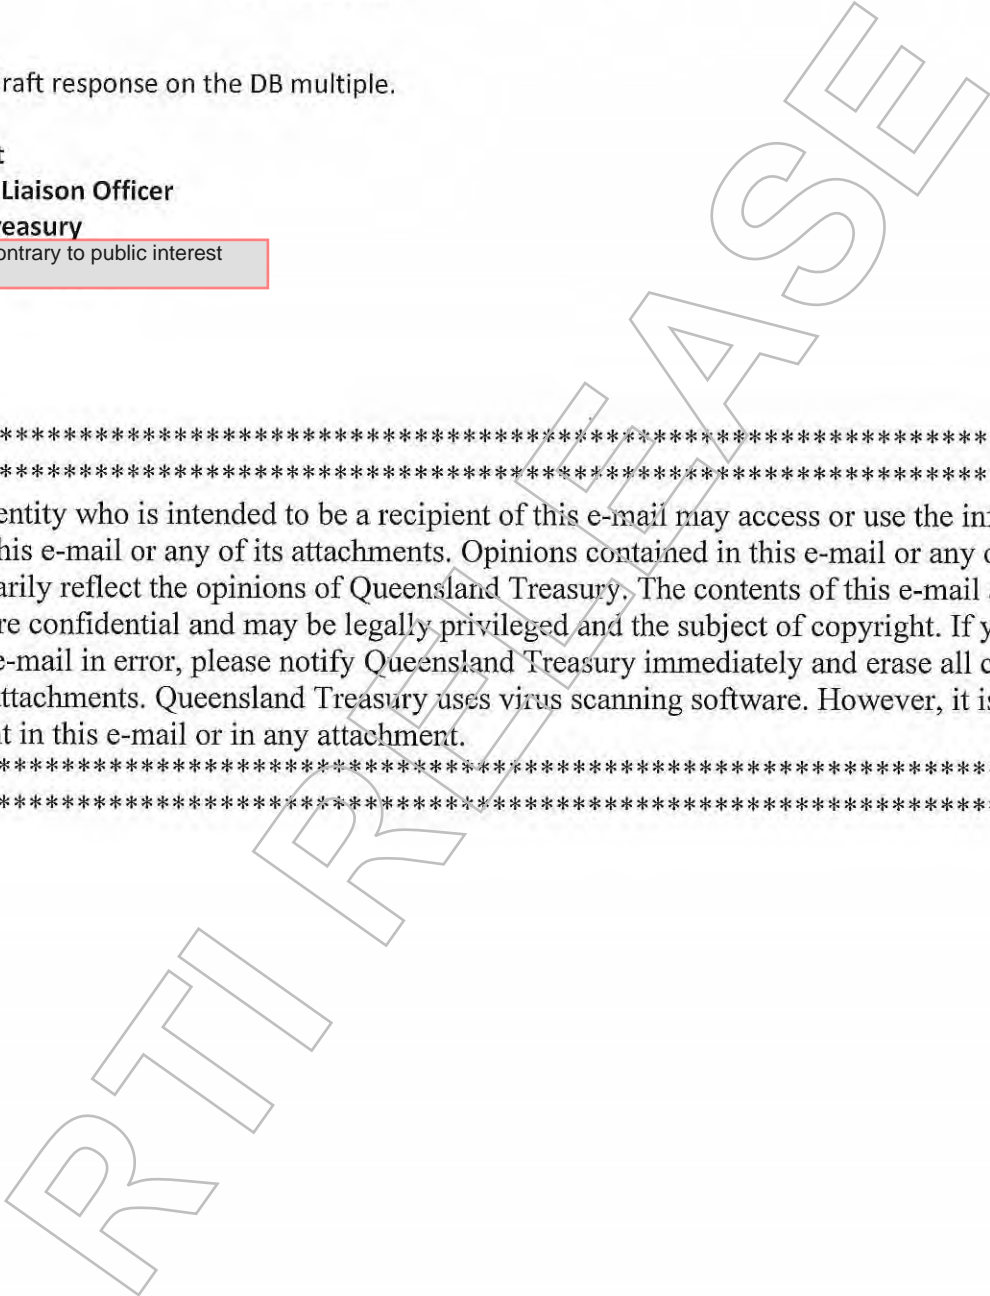 raft response on the DB multiple.
t
Liaison Officer
reasury
ontrary to public interest
**************************************************************
**************************************************************
entity who is intended to be a recipient of this e-mail may access or use the in
his e-mail or any of its attachments. Opinions contained in this e-mail or any
arily reflect the opinions of Queensland Treasury. The contents of this e-mail
re confidential and may be legally privileged and the subject of copyright. If y
e-mail in error, please notify Queensland Treasury immediately and erase all c
attachments. Queensland Treasury uses virus scanning software. However, it is
t in this e-mail or in any attachment.
**************************************************************
**************************************************************
RTI RELEASE